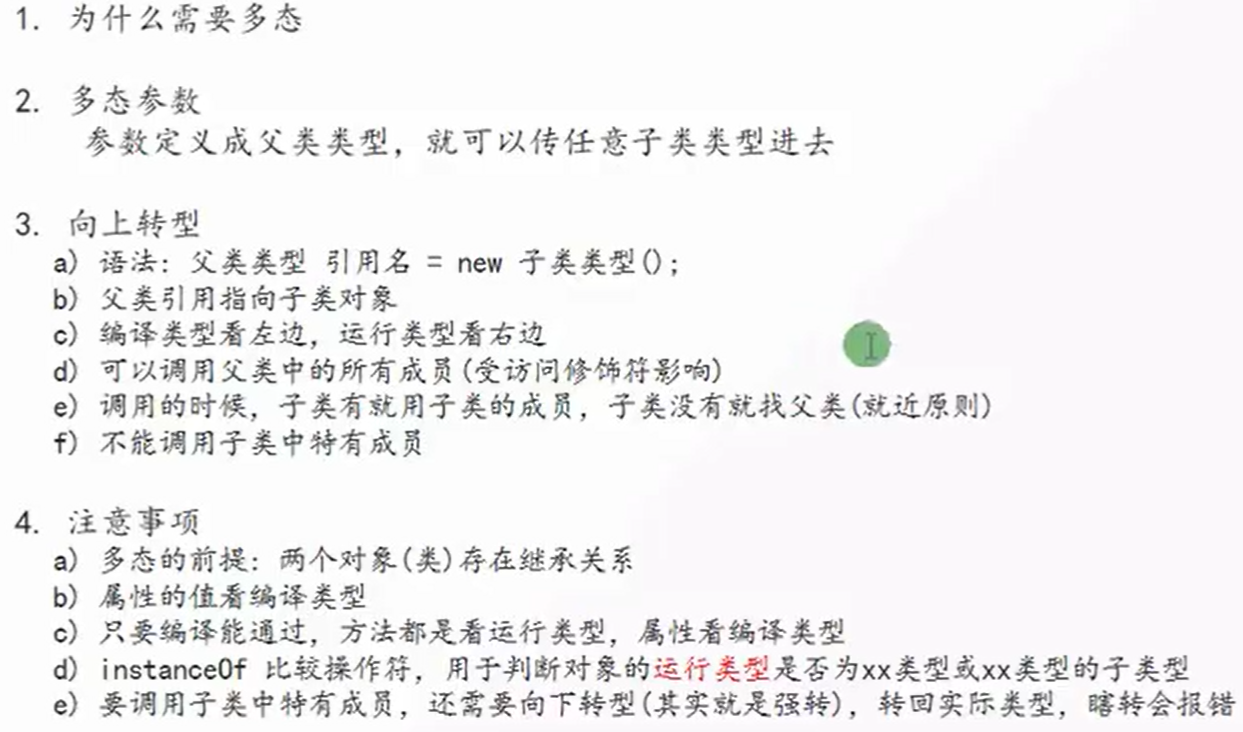 1. 为什么需要多态
2. 多态参数
参数定义成父类类型，就可以传任意子类类型进去
3. 向上转型
a) 语法：父类类型 引用名 = new 子类类型();
b) 父类引用指向子类对象
c) 编译类型看左边，运行类型看右边
d) 可以调用父类中的所有成员(受访问修饰符影响)
e) 调用的时候，子类有就用子类的成员，子类没有就找父类(就近原则)
f) 不能调用子类中特有成员
4. 注意事项
a) 多态的前提：两个对象(类)存在继承关系
b) 属性的值看编译类型
c) 只要编译能通过，方法都是看运行类型，属性看编译类型
d) instanceOf 比较操作符，用于判断对象的运行类型是否为xx类型或xx类型的子类型
e) 要调用子类中特有成员，还需要向下转型(其实就是强转)，转回实际类型，瞎转会报错